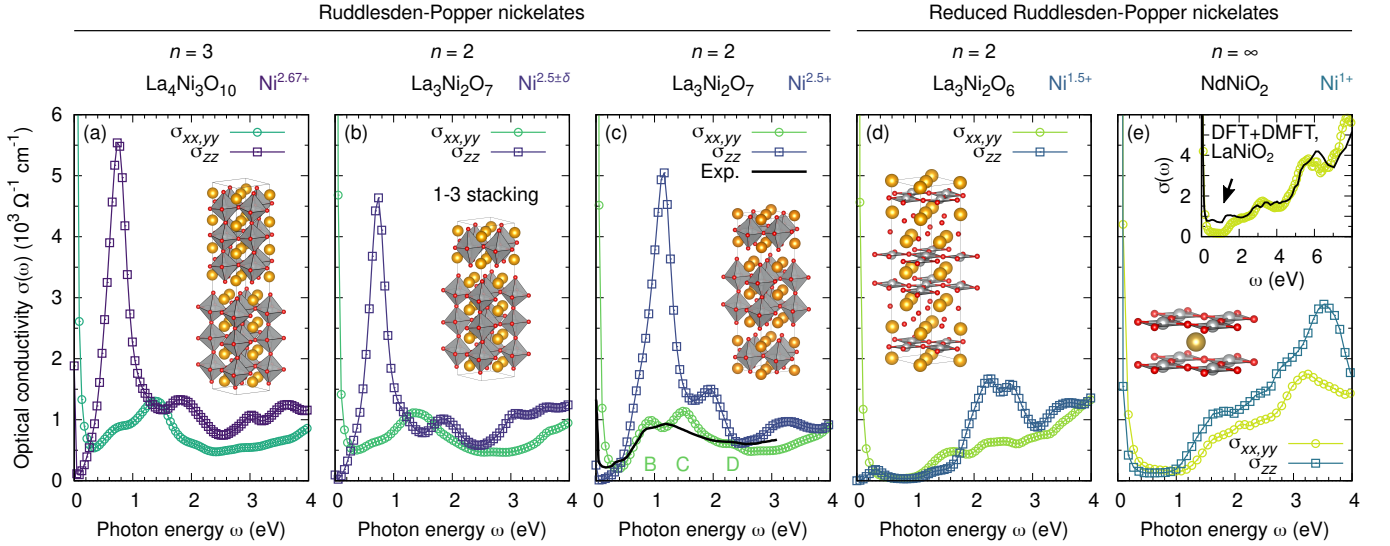 Ruddlesden-Popper nickelates
Reduced Ruddlesden-Popper nickelates
n = 3
n = 2
n = 2
n = 2
n = ∞
La₄Ni₃O₁₀ Ni²·⁶⁷⁺
La₃Ni₂O₇ Ni²·⁵±δ
La₃Ni₂O₇ Ni²·⁵⁺
La₃Ni₂O₆ Ni¹·⁵⁺
NdNiO₂ Ni¹⁺
Optical conductivity σ(ω) (10³ Ω⁻¹ cm⁻¹)
6
5
4
3
2
1
0
(a)
σxx,yy
σzz
0 1 2 3 4
Photon energy ω (eV)
(b)
σxx,yy
σzz
1-3 stacking
0 1 2 3 4
Photon energy ω (eV)
(c)
σxx,yy
σzz
Exp.
B C D
0 1 2 3 4
Photon energy ω (eV)
(d)
σxx,yy
σzz
0 1 2 3 4
Photon energy ω (eV)
(e)
DFT+DMFT,
LaNiO₂
σ(ω)
4
2
0
0 2 4 6
ω (eV)
σxx,yy
σzz
0 1 2 3 4
Photon energy ω (eV)